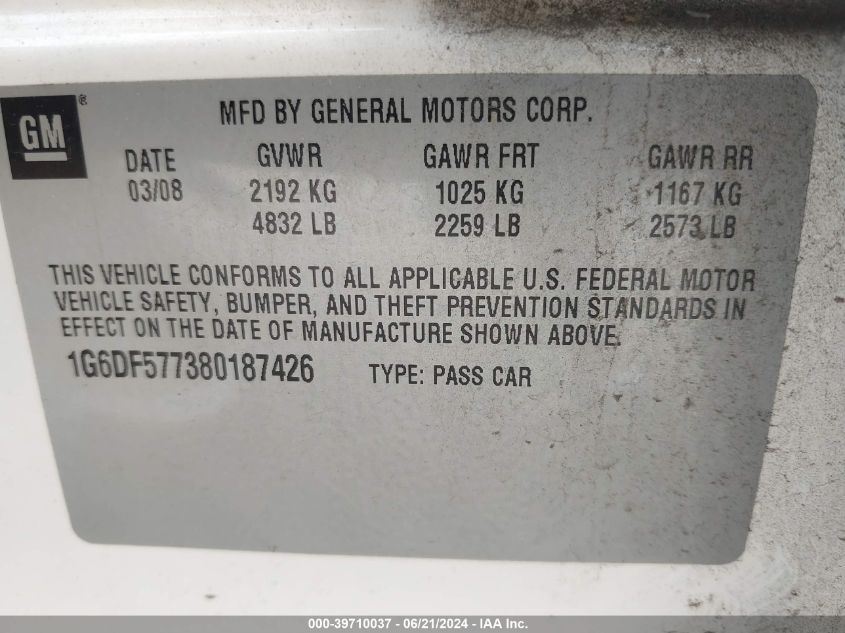 GM®
MFD BY GENERAL MOTORS CORP.
DATE GVWR GAWR FRT GAWR RR
03/08 2192 KG 1025 KG 1167 KG
4832 LB 2259 LB 2573 LB
THIS VEHICLE CONFORMS TO ALL APPLICABLE U.S. FEDERAL MOTOR
VEHICLE SAFETY, BUMPER, AND THEFT PREVENTION STANDARDS IN
EFFECT ON THE DATE OF MANUFACTURE SHOWN ABOVE.
1G6DF577380187426 TYPE: PASS CAR
000-39710037 - 06/21/2024 - IAA Inc.